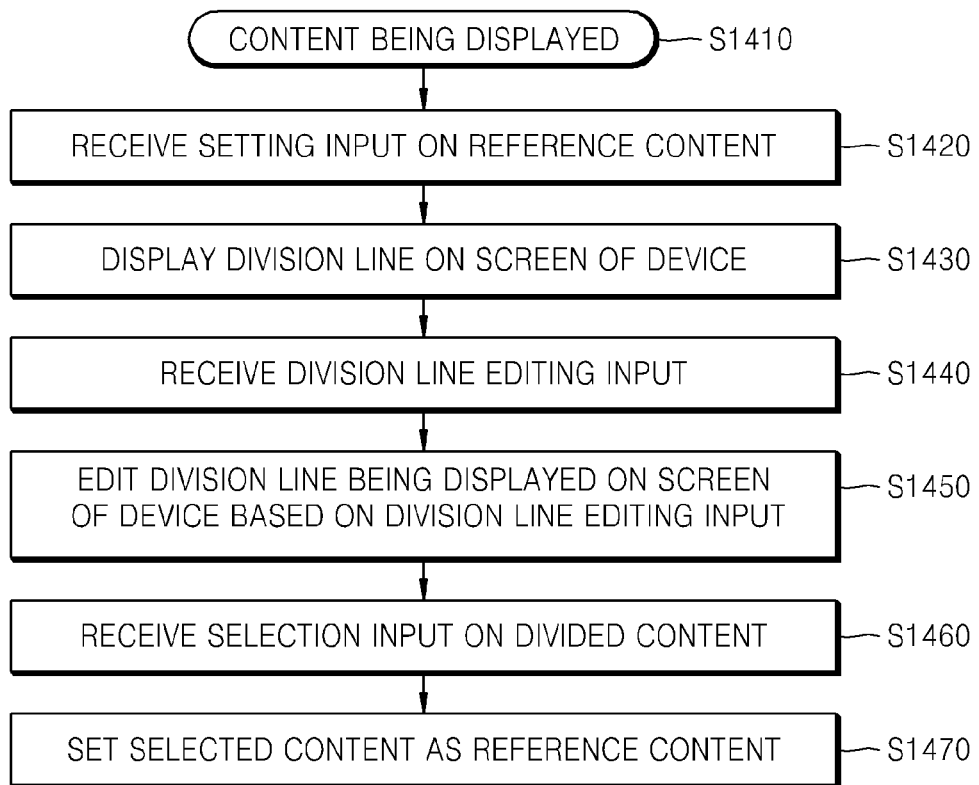 CONTENT BEING DISPLAYED S1410
RECEIVE SETTING INPUT ON REFERENCE CONTENT S1420
DISPLAY DIVISION LINE ON SCREEN OF DEVICE S1430
RECEIVE DIVISION LINE EDITING INPUT S1440
EDIT DIVISION LINE BEING DISPLAYED ON SCREEN S1450
OF DEVICE BASED ON DIVISION LINE EDITING INPUT
RECEIVE SELECTION INPUT ON DIVIDED CONTENT S1460
SET SELECTED CONTENT AS REFERENCE CONTENT S1470